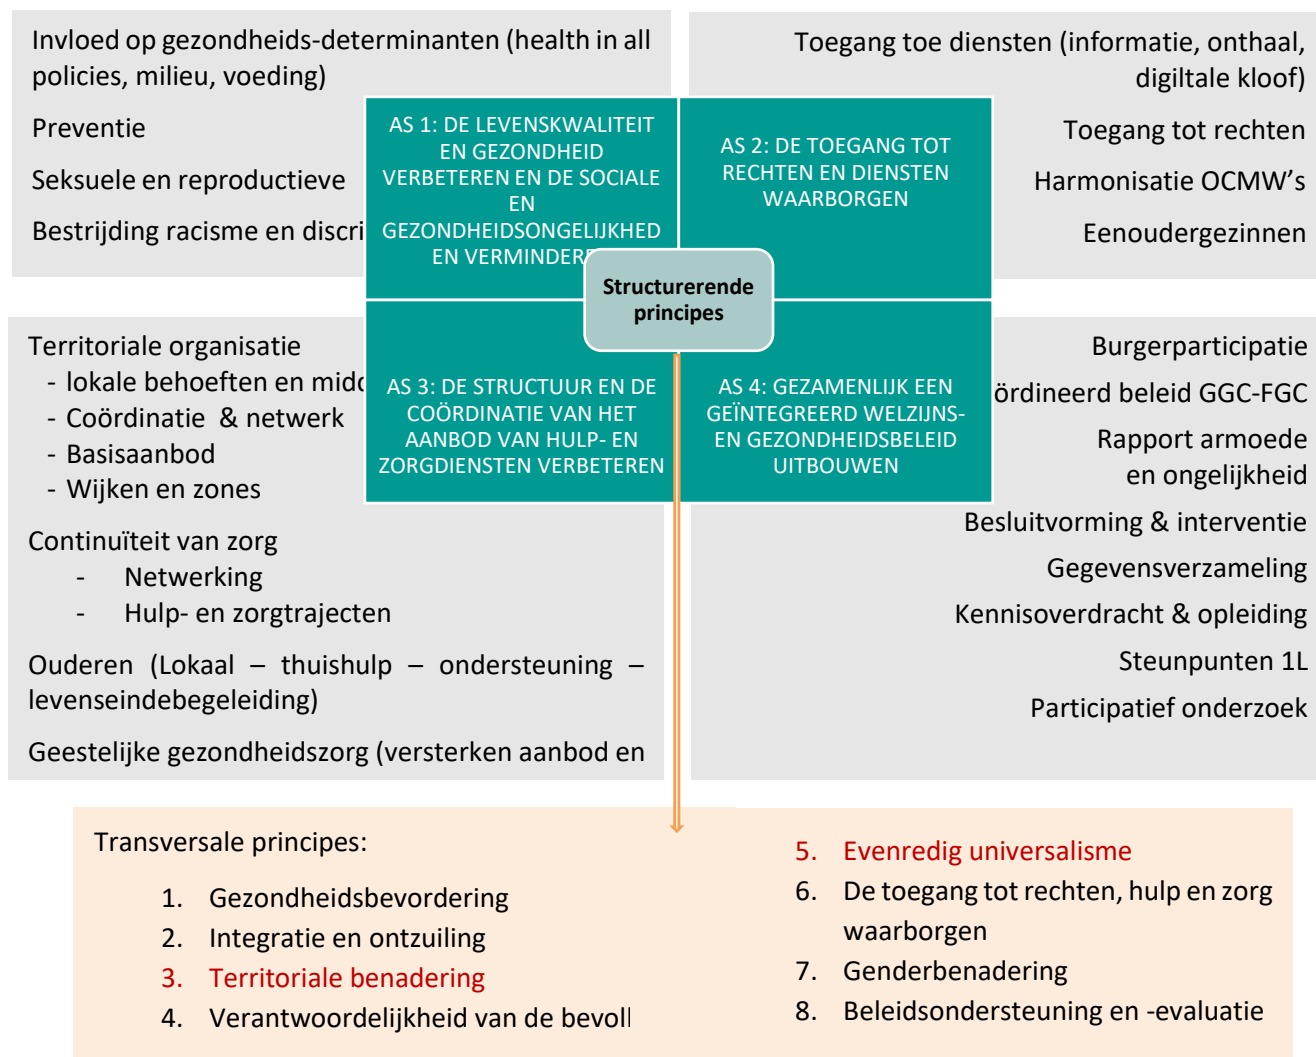 Invloed op gezondheids-determinanten (health in all
policies, milieu, voeding)
Preventie
Seksuele en reproductieve
Bestrijding racisme en discri
Toegang toe diensten (informatie, onthaal,
digiltale kloof)
Toegang tot rechten
Harmonisatie OCMW’s
Eenoudergezinnen
AS 1: DE LEVENSKWALITEIT
EN GEZONDHEID
VERBETEREN EN DE SOCIALE
EN
GEZONDHEIDSONGELIJKHED
EN VERMINDERE
AS 2: DE TOEGANG TOT
RECHTEN EN DIENSTEN
WAARBORGEN
Structurerende
principes
Territoriale organisatie
- lokale behoeften en midd
- Coördinatie & netwerk
- Basisaanbod
- Wijken en zones
Continuïteit van zorg
- Netwerking
- Hulp- en zorgtrajecten
Ouderen (Lokaal – thuishulp – ondersteuning –
levenseindebegeleiding)
Geestelijke gezondheidszorg (versterken aanbod en
AS 3: DE STRUCTUUR EN DE
COÖRDINATIE VAN HET
AANBOD VAN HULP- EN
ZORGDIENSTEN VERBETEREN
AS 4: GEZAMENLIJK EEN
GEÏNTEGREERD WELZIJNS-
EN GEZONDHEIDSBELEID
UITBOUWEN
Burgerparticipatie
ördineerd beleid GGC-FGC
Rapport armoede
en ongelijkheid
Besluitvorming & interventie
Gegevensverzameling
Kennisoverdracht & opleiding
Steunpunten 1L
Participatief onderzoek
Transversale principes:
1. Gezondheidsbevordering
2. Integratie en ontzuiling
3. Territoriale benadering
4. Verantwoordelijkheid van de bevol
5. Evenredig universalisme
6. De toegang tot rechten, hulp en zorg
waarborgen
7. Genderbenadering
8. Beleidsondersteuning en -evaluatie